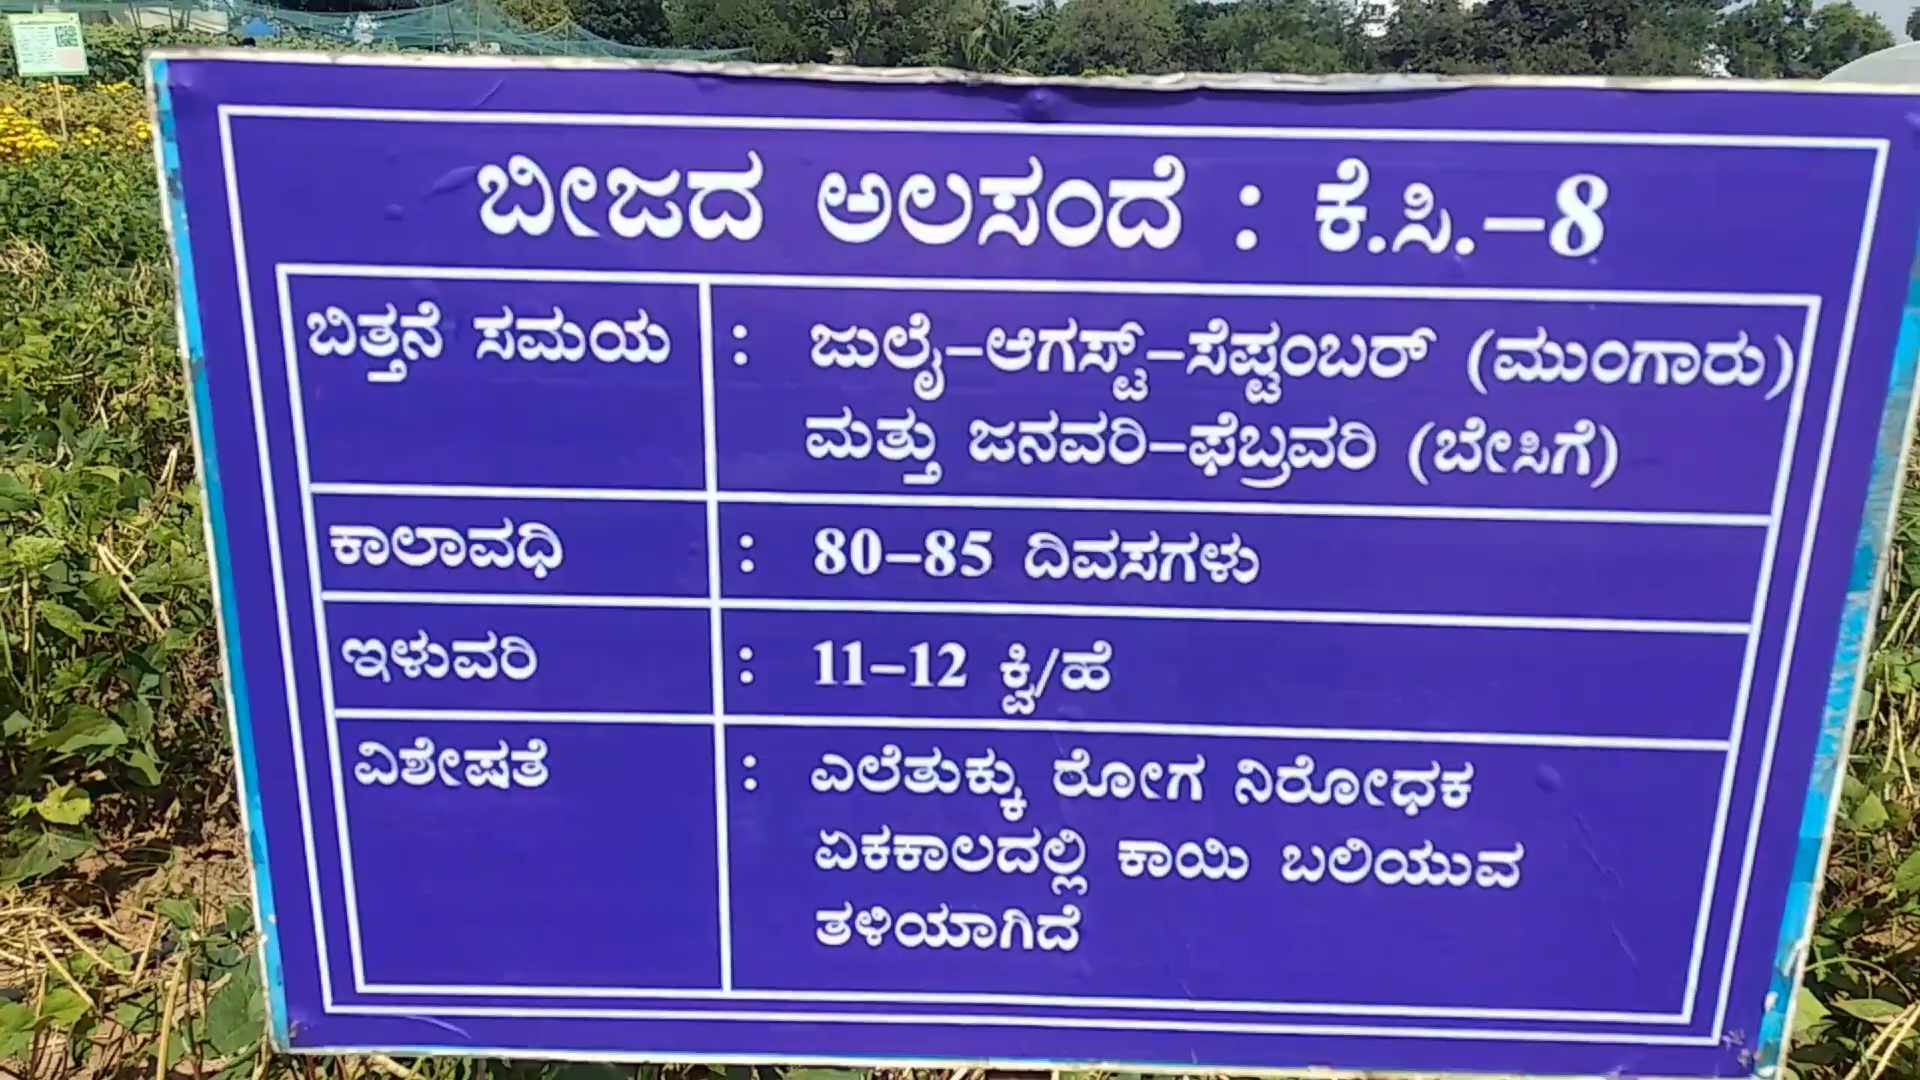 ಬೀಜದ ಅಲಸಂದೆ : ಕೆ.ಸಿ.-8
ಬಿತ್ತನೆ ಸಮಯ : ಜುಲೈ-ಆಗಸ್ಟ್-ಸೆಪ್ಟಂಬರ್ (ಮುಂಗಾರು)
ಮತ್ತು ಜನವರಿ-ಫೆಬ್ರವರಿ (ಬೇಸಿಗೆ)
ಕಾಲಾವಧಿ : 80-85 ದಿವಸಗಳು
ಇಳುವರಿ : 11-12 ಕ್ವಿ/ಹೆ
ವಿಶೇಷತೆ : ಎಲೆತುಕ್ಕು ರೋಗ ನಿರೋಧಕ
ಏಕಕಾಲದಲ್ಲಿ ಕಾಯಿ ಬಲಿಯುವ
ತಳಿಯಾಗಿದೆ